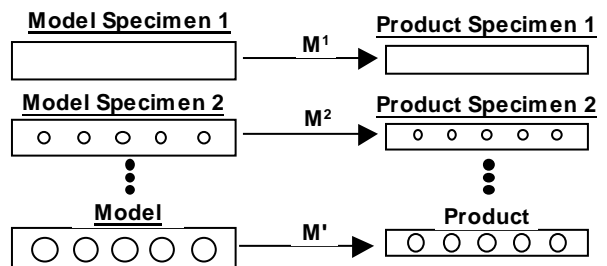 Model Specimen 1
M¹
Product Specimen 1
Model Specimen 2
M²
Product Specimen 2
Model
M'
Product